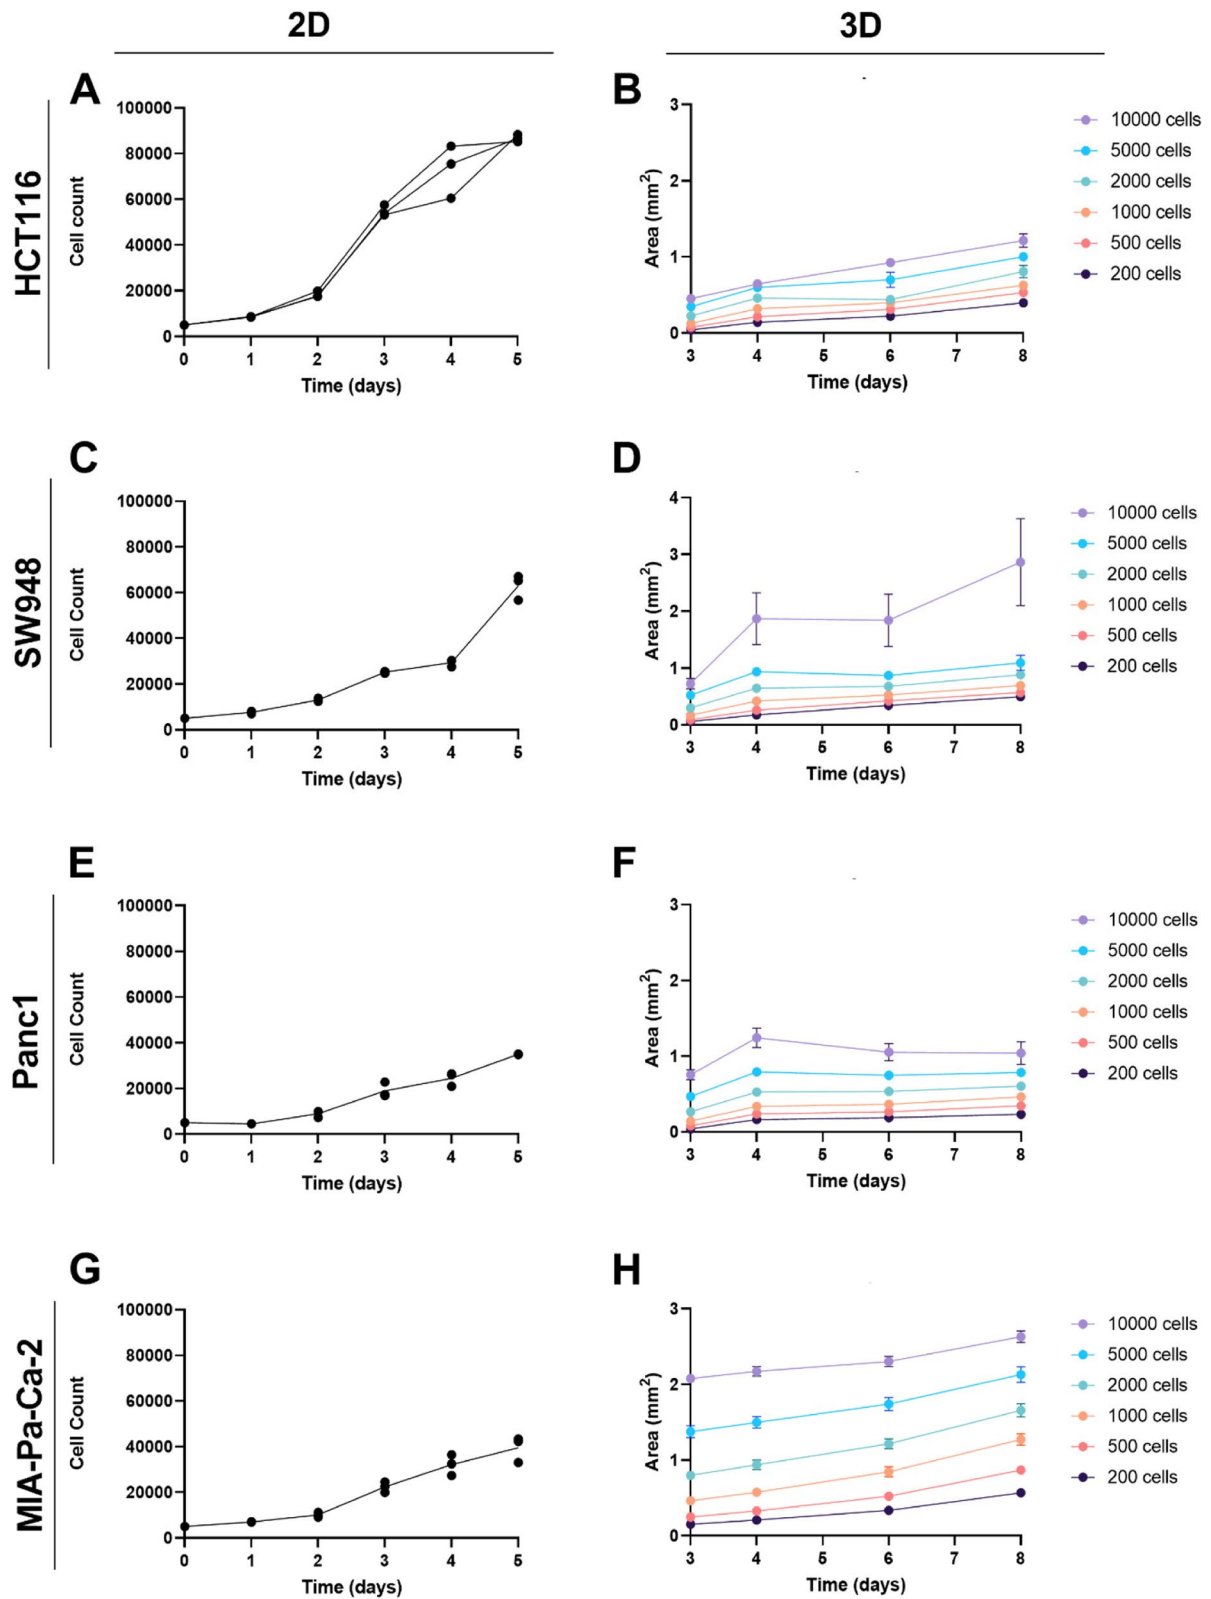 2D
3D
HCT116
A
100000
80000
60000
40000
20000
0
Cell count
0 1 2 3 4 5
Time (days)
B
3
2
1
0
Area (mm²)
3 4 5 6 7 8
Time (days)
10000 cells
5000 cells
2000 cells
1000 cells
500 cells
200 cells
SW948
C
100000
80000
60000
40000
20000
0
Cell Count
0 1 2 3 4 5
Time (days)
D
4
3
2
1
0
Area (mm²)
3 4 5 6 7 8
Time (days)
10000 cells
5000 cells
2000 cells
1000 cells
500 cells
200 cells
Panc1
E
100000
80000
60000
40000
20000
0
Cell Count
0 1 2 3 4 5
Time (days)
F
3
2
1
0
Area (mm²)
3 4 5 6 7 8
Time (days)
10000 cells
5000 cells
2000 cells
1000 cells
500 cells
200 cells
MIA-Pa-Ca-2
G
100000
80000
60000
40000
20000
0
Cell Count
0 1 2 3 4 5
Time (days)
H
3
2
1
0
Area (mm²)
3 4 5 6 7 8
Time (days)
10000 cells
5000 cells
2000 cells
1000 cells
500 cells
200 cells